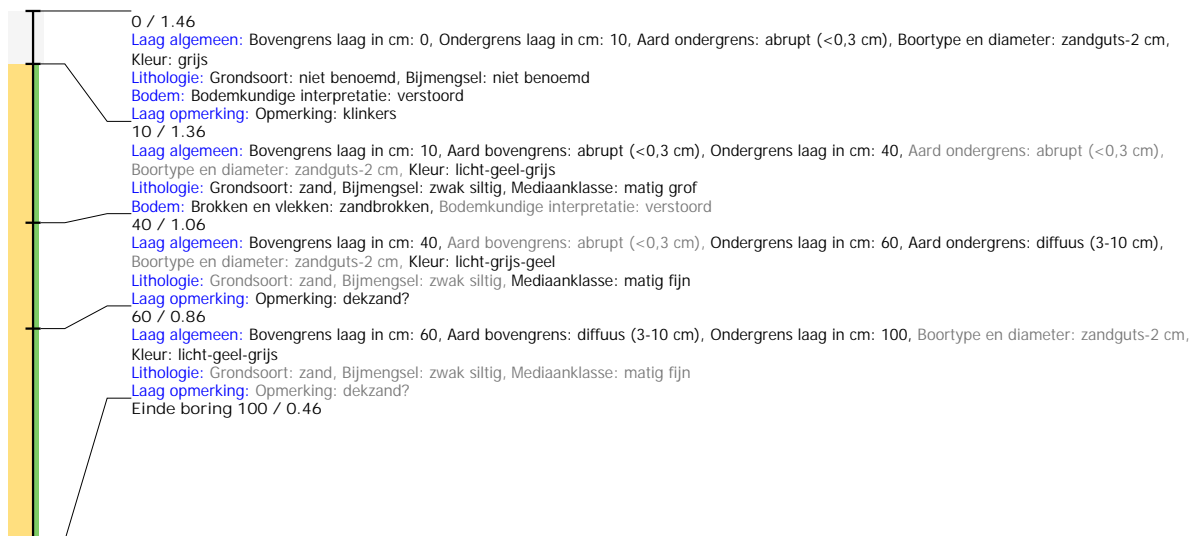 0 / 1.46
Laag algemeen: Bovengrens laag in cm: 0, Ondergrens laag in cm: 10, Aard ondergrens: abrupt (<0,3 cm), Boortype en diameter: zandguts-2 cm,
Kleur: grijs
Lithologie: Grondsoort: niet benoemd, Bijmengsel: niet benoemd
Bodem: Bodemkundige interpretatie: verstoord
Laag opmerking: Opmerking: klinkers
10 / 1.36
Laag algemeen: Bovengrens laag in cm: 10, Aard bovengrens: abrupt (<0,3 cm), Ondergrens laag in cm: 40, Aard ondergrens: abrupt (<0,3 cm),
Boortype en diameter: zandguts-2 cm, Kleur: licht-geel-grijs
Lithologie: Grondsoort: zand, Bijmengsel: zwak siltig, Mediaanklasse: matig grof
Bodem: Brokken en vlekken: zandbrokken, Bodemkundige interpretatie: verstoord
40 / 1.06
Laag algemeen: Bovengrens laag in cm: 40, Aard bovengrens: abrupt (<0,3 cm), Ondergrens laag in cm: 60, Aard ondergrens: diffuus (3-10 cm),
Boortype en diameter: zandguts-2 cm, Kleur: licht-grijs-geel
Lithologie: Grondsoort: zand, Bijmengsel: zwak siltig, Mediaanklasse: matig fijn
Laag opmerking: Opmerking: dekzand?
60 / 0.86
Laag algemeen: Bovengrens laag in cm: 60, Aard bovengrens: diffuus (3-10 cm), Ondergrens laag in cm: 100, Boortype en diameter: zandguts-2 cm,
Kleur: licht-geel-grijs
Lithologie: Grondsoort: zand, Bijmengsel: zwak siltig, Mediaanklasse: matig fijn
Laag opmerking: Opmerking: dekzand?
Einde boring 100 / 0.46